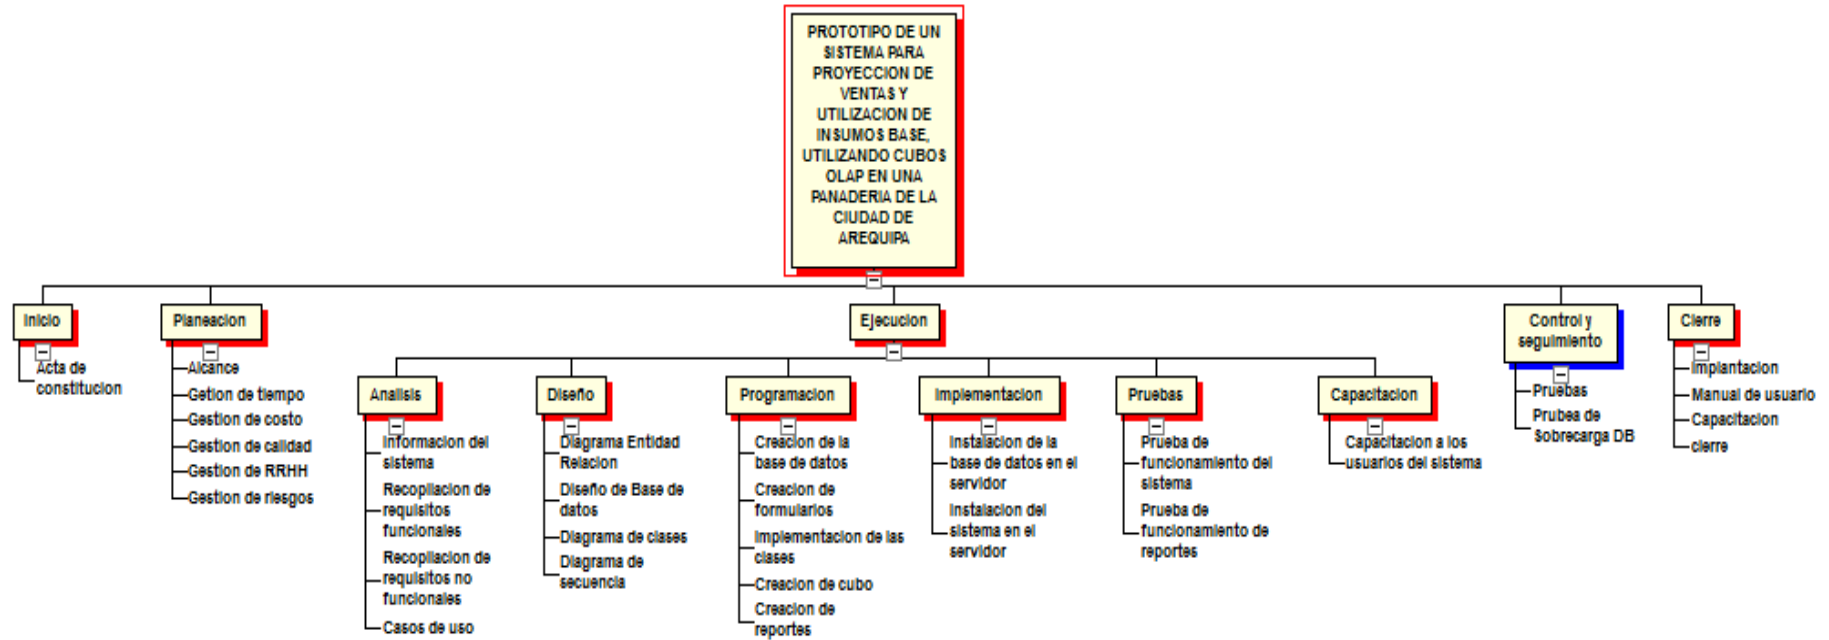 PROTOTIPO DE UN
SISTEMA PARA
PROYECCION DE
VENTAS Y
UTILIZACION DE
INSUMOS BASE,
UTILIZANDO CUBOS
OLAP EN UNA
PANADERIA DE LA
CIUDAD DE
AREQUIPA
Inicio
Acta de
constitucion
Planeacion
Alcance
Getion de tiempo
Gestion de costo
Gestion de calidad
Gestion de RRHH
Gestion de riesgos
Ejecucion
Analisis
Informacion del
sistema
Recopilacion de
requisitos
funcionales
Recopilacion de
requisitos no
funcionales
Casos de uso
Diseño
Diagrama Entidad
Relacion
Diseño de Base de
datos
Diagrama de clases
Diagrama de
secuencia
Programacion
Creacion de la
base de datos
Creacion de
formularios
Implementacion de las
clases
Creacion de cubo
Creacion de
reportes
Implementacion
Instalacion de la
base de datos en el
servidor
Instalacion del
sistema en el
servidor
Pruebas
Prueba de
funcionamiento del
sistema
Prueba de
funcionamiento de
reportes
Capacitacion
Capacitacion a los
usuarios del sistema
Control y
seguimiento
Pruebas
Prubea de
Sobrecarga DB
Cierre
Implantacion
Manual de usuario
Capacitacion
cierre